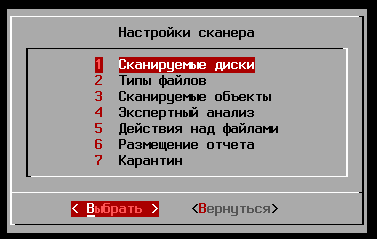 Настройки сканера
1 Сканируемые диски
2 Типы файлов
3 Сканируемые объекты
4 Экспертный анализ
5 Действия над файлами
6 Размещение отчета
7 Карантин
< Выбрать > <Вернуться>